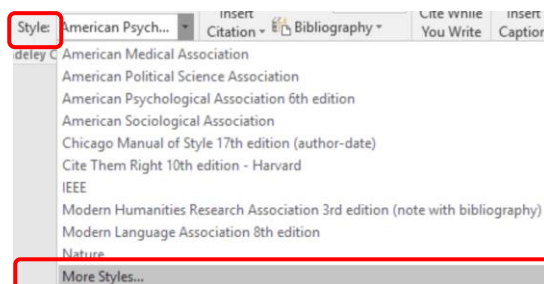 Insert Cite While Insert
Style: American Psych... Citation Bibliography You Write Caption
deley C
American Medical Association
American Political Science Association
American Psychological Association 6th edition
American Sociological Association
Chicago Manual of Style 17th edition (author-date)
Cite Them Right 10th edition - Harvard
IEEE
Modern Humanities Research Association 3rd edition (note with bibliography)
Modern Language Association 8th edition
Nature
More Styles...